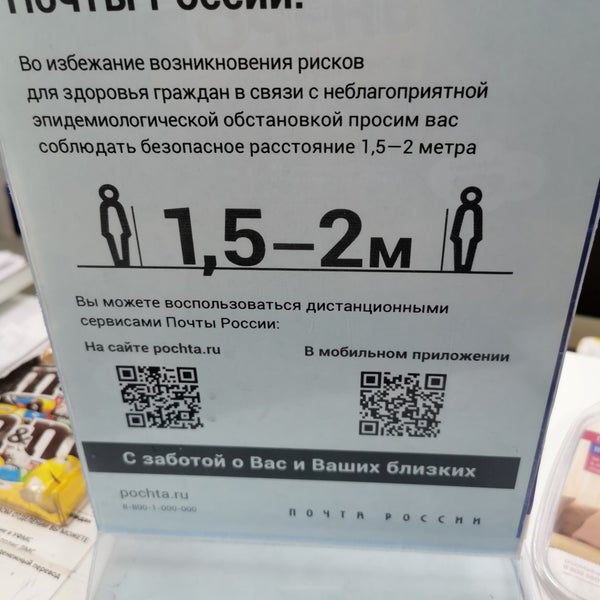 Почты России!
Во избежание возникновения рисков
для здоровья граждан в связи с неблагоприятной
эпидемиологической обстановкой просим вас
соблюдать безопасное расстояние 1,5—2 метра
1,5—2м
Вы можете воспользоваться дистанционными
сервисами Почты России:
На сайте pochta.ru
В мобильном приложении
С заботой о Вас и Ваших близких
pochta.ru
8-800-1-000-000
ПОЧТА РОССИИ